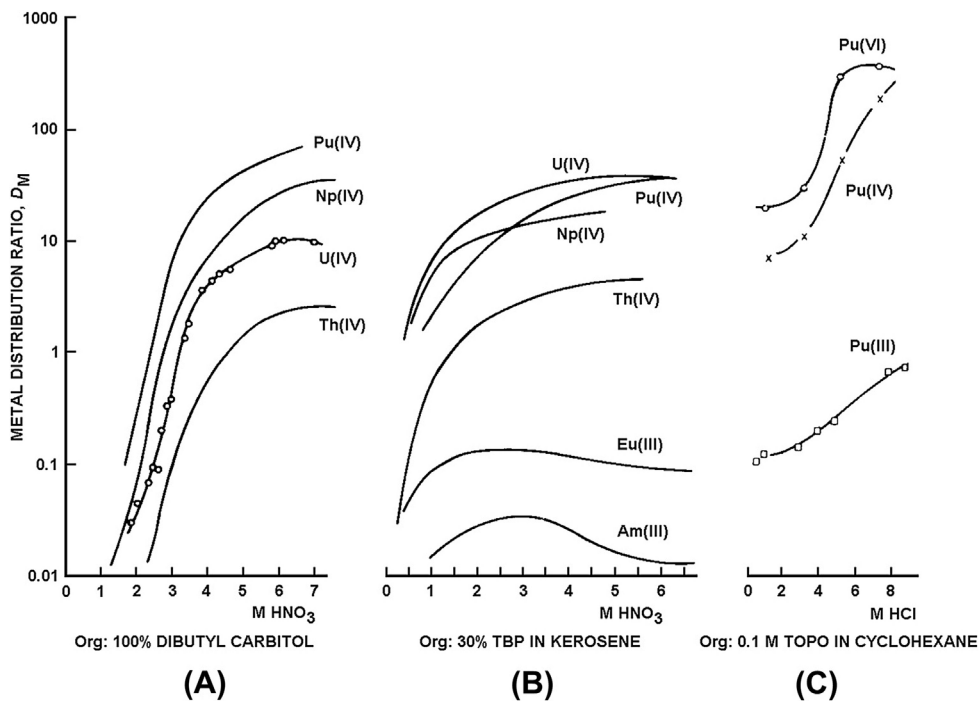 METAL DISTRIBUTION RATIO, D_M
1000
100
10
1
0.1
0.01
Pu(IV)
Np(IV)
U(IV)
Th(IV)
0 1 2 3 4 5 6 7
M HNO₃
Org: 100% DIBUTYL CARBITOL
(A)
U(IV)
Pu(IV)
Np(IV)
Th(IV)
Eu(III)
Am(III)
0 1 2 3 4 5 6
M HNO₃
Org: 30% TBP IN KEROSENE
(B)
Pu(VI)
Pu(IV)
Pu(III)
0 2 4 6 8
M HCl
Org: 0.1 M TOPO IN CYCLOHEXANE
(C)